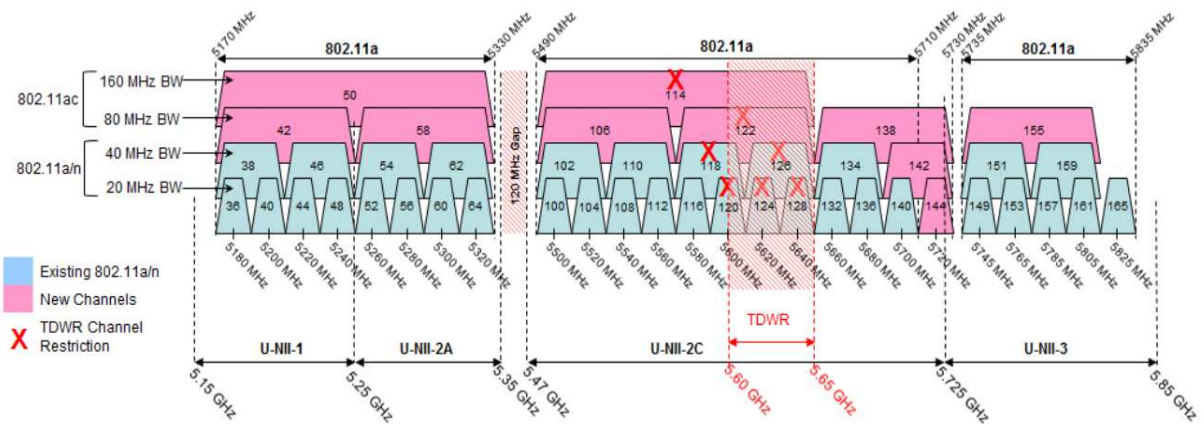 5170 MHz
5330 MHz
5490 MHz
5710 MHz
5730 MHz
5735 MHz
5835 MHz
802.11a
802.11a
802.11a
802.11ac
160 MHz BW
80 MHz BW
802.11a/n
40 MHz BW
20 MHz BW
50
114
42
58
106
122
138
155
38
46
54
62
102
110
118
126
134
142
151
159
36
40
44
48
52
56
60
64
100
104
108
112
116
120
124
128
132
136
140
144
149
153
157
161
165
120 MHz Gap
X
X
X
X
X
X
X
5180 MHz
5200 MHz
5220 MHz
5240 MHz
5260 MHz
5280 MHz
5300 MHz
5320 MHz
5500 MHz
5520 MHz
5540 MHz
5560 MHz
5580 MHz
5600 MHz
5620 MHz
5640 MHz
5660 MHz
5680 MHz
5700 MHz
5720 MHz
5745 MHz
5765 MHz
5785 MHz
5805 MHz
5825 MHz
Existing 802.11a/n
New Channels
X TDWR Channel
Restriction
TDWR
U-NII-1
U-NII-2A
U-NII-2C
U-NII-3
5.15 GHz
5.25 GHz
5.35 GHz
5.47 GHz
5.60 GHz
5.65 GHz
5.725 GHz
5.85 GHz